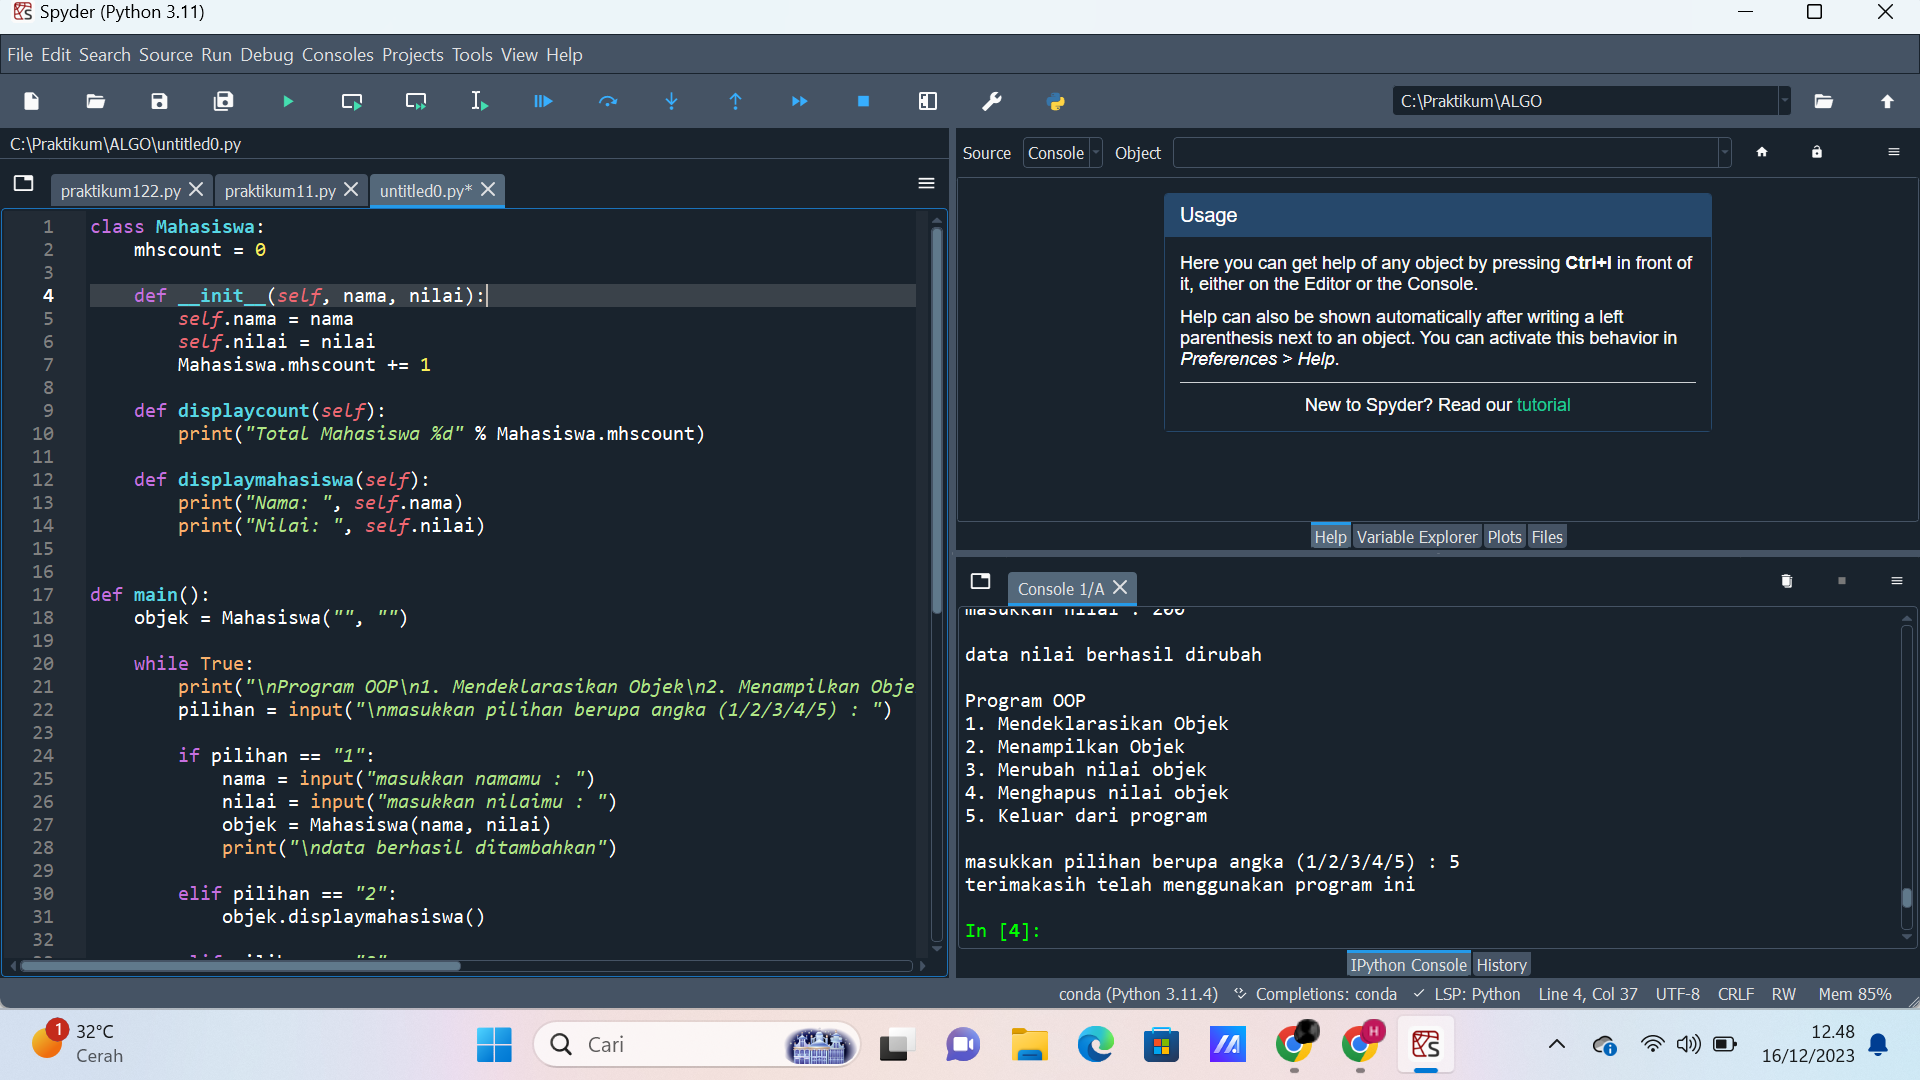 Spyder (Python 3.11)
File Edit Search Source Run Debug Consoles Projects Tools View Help
C:\Praktikum\ALGO
C:\Praktikum\ALGO\untitled0.py
praktikum122.py
praktikum11.py
untitled0.py*
1 class Mahasiswa:
2 mhscount = 0
3
4 def __init__(self, nama, nilai):
5 self.nama = nama
6 self.nilai = nilai
7 Mahasiswa.mhscount += 1
8
9 def displaycount(self):
10 print("Total Mahasiswa %d" % Mahasiswa.mhscount)
11
12 def displaymahasiswa(self):
13 print("Nama: ", self.nama)
14 print("Nilai: ", self.nilai)
15
16
17 def main():
18 objek = Mahasiswa("", "")
19
20 while True:
21 print("\nProgram OOP\n1. Mendeklarasikan Objek\n2. Menampilkan Obje
22 pilihan = input("\nmasukkan pilihan berupa angka (1/2/3/4/5) : ")
23
24 if pilihan == "1":
25 nama = input("masukkan namamu : ")
26 nilai = input("masukkan nilaimu : ")
27 objek = Mahasiswa(nama, nilai)
28 print("\ndata berhasil ditambahkan")
29
30 elif pilihan == "2":
31 objek.displaymahasiswa()
32
Source Console Object
Usage
Here you can get help of any object by pressing Ctrl+I in front of
it, either on the Editor or the Console.
Help can also be shown automatically after writing a left
parenthesis next to an object. You can activate this behavior in
Preferences > Help.
New to Spyder? Read our tutorial
Help Variable Explorer Plots Files
Console 1/A
masukkan nilai : 200
data nilai berhasil dirubah
Program OOP
1. Mendeklarasikan Objek
2. Menampilkan Objek
3. Merubah nilai objek
4. Menghapus nilai objek
5. Keluar dari program
masukkan pilihan berupa angka (1/2/3/4/5) : 5
terimakasih telah menggunakan program ini
In [4]:
IPython Console History
conda (Python 3.11.4) Completions: conda LSP: Python Line 4, Col 37 UTF-8 CRLF RW Mem 85%
1
32°C
Cerah
Cari
H
12.48
16/12/2023